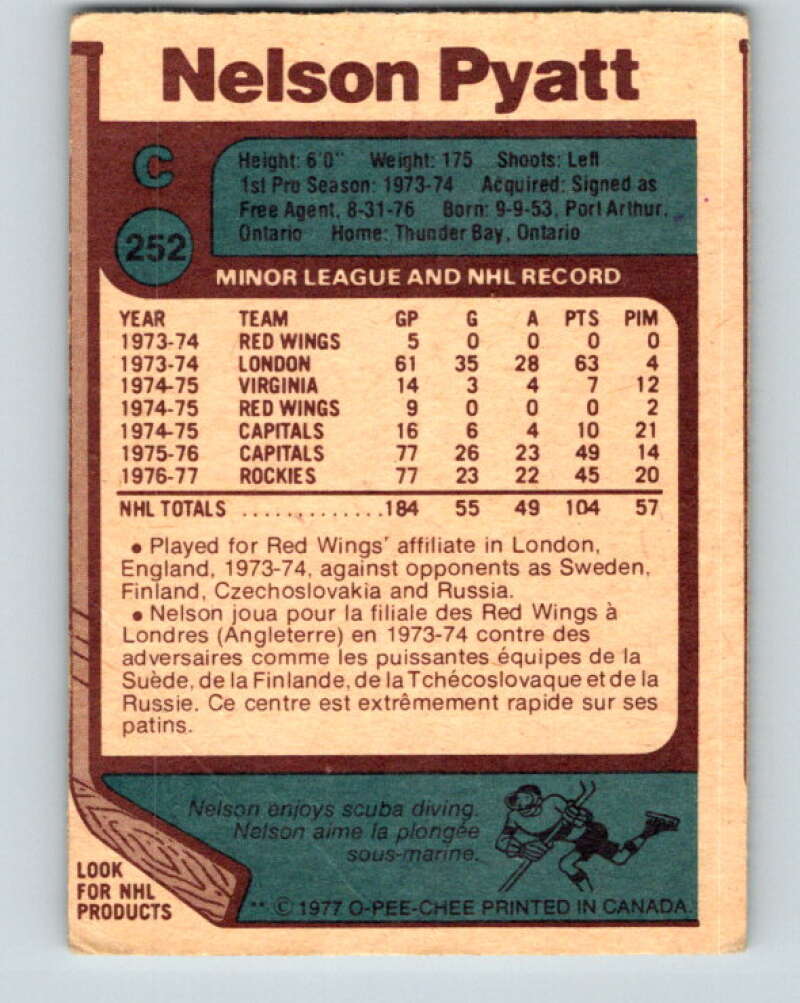 Nelson Pyatt
C
252
Height: 6'0" Weight: 175 Shoots: Left
1st Pro Season: 1973-74 Acquired: Signed as
Free Agent, 8-31-76 Born: 9-9-53, Port Arthur,
Ontario Home: Thunder Bay, Ontario
MINOR LEAGUE AND NHL RECORD
YEAR TEAM GP G A PTS PIM
1973-74 RED WINGS 5 0 0 0 0
1973-74 LONDON 61 35 28 63 4
1974-75 VIRGINIA 14 3 4 7 12
1974-75 RED WINGS 9 0 0 0 2
1974-75 CAPITALS 16 6 4 10 21
1975-76 CAPITALS 77 26 23 49 14
1976-77 ROCKIES 77 23 22 45 20
NHL TOTALS .............184 55 49 104 57
• Played for Red Wings' affiliate in London,
England, 1973-74, against opponents as Sweden,
Finland, Czechoslovakia and Russia.
• Nelson joua pour la filiale des Red Wings à
Londres (Angleterre) en 1973-74 contre des
adversaires comme les puissantes équipes de la
Suède, de la Finlande, de la Tchécoslovaque et de la
Russie. Ce centre est extrêmement rapide sur ses
patins.
Nelson enjoys scuba diving.
Nelson aime la plongée
sous-marine.
LOOK
FOR NHL
PRODUCTS
** © 1977 O-PEE-CHEE PRINTED IN CANADA.